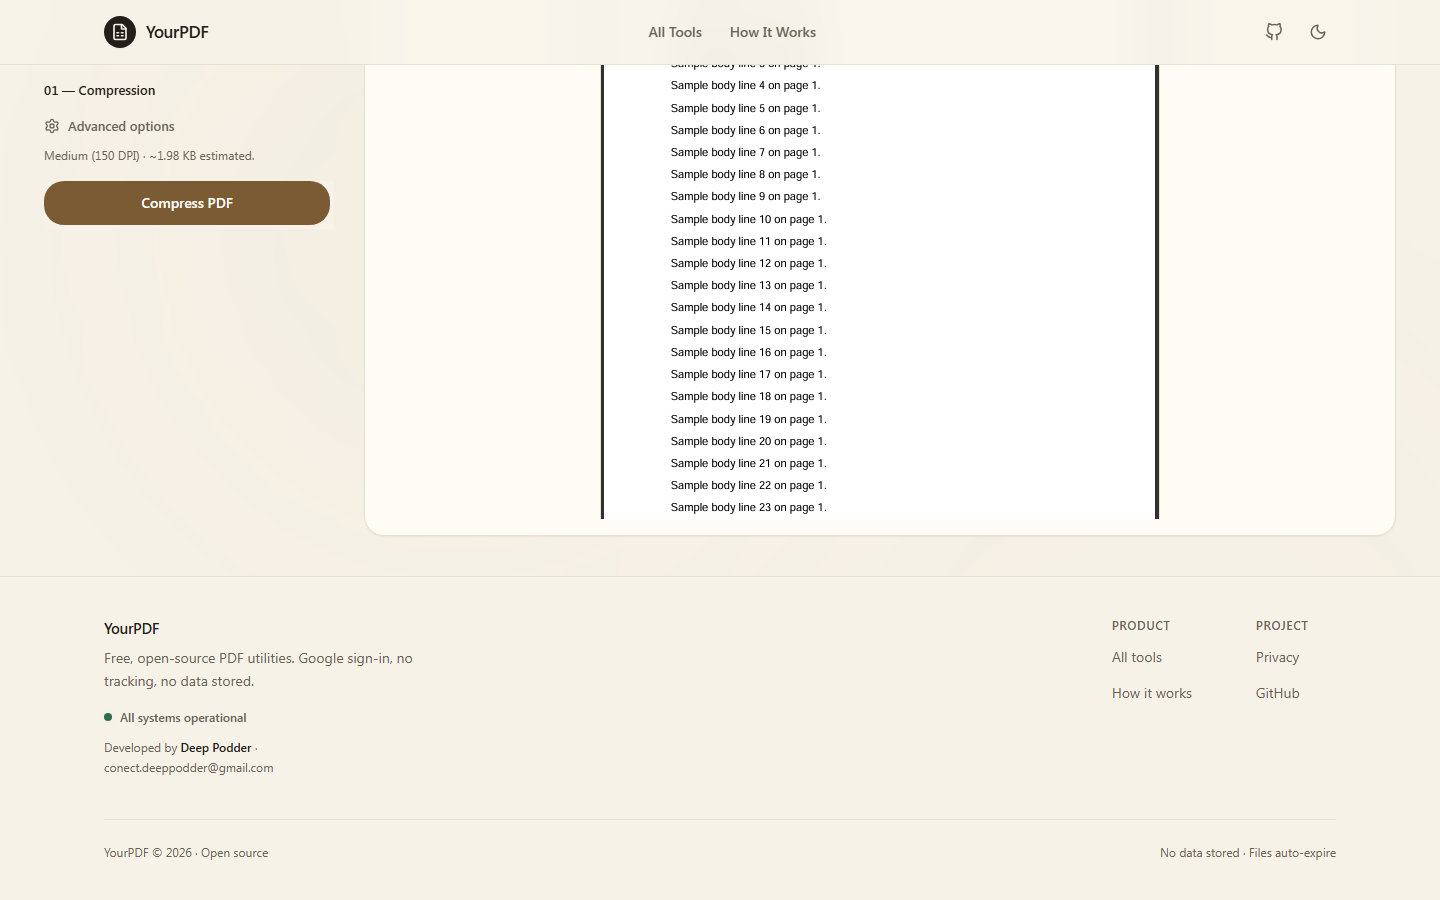 YourPDF
All Tools
How It Works
01 — Compression
Advanced options
Medium (150 DPI) · ~1.98 KB estimated.
Compress PDF
Sample body line 4 on page 1.
Sample body line 5 on page 1.
Sample body line 6 on page 1.
Sample body line 7 on page 1.
Sample body line 8 on page 1.
Sample body line 9 on page 1.
Sample body line 10 on page 1.
Sample body line 11 on page 1.
Sample body line 12 on page 1.
Sample body line 13 on page 1.
Sample body line 14 on page 1.
Sample body line 15 on page 1.
Sample body line 16 on page 1.
Sample body line 17 on page 1.
Sample body line 18 on page 1.
Sample body line 19 on page 1.
Sample body line 20 on page 1.
Sample body line 21 on page 1.
Sample body line 22 on page 1.
Sample body line 23 on page 1.
YourPDF
Free, open-source PDF utilities. Google sign-in, no
tracking, no data stored.
All systems operational
Developed by Deep Podder ·
conect.deeppodder@gmail.com
PRODUCT
All tools
How it works
PROJECT
Privacy
GitHub
YourPDF © 2026 · Open source
No data stored · Files auto-expire